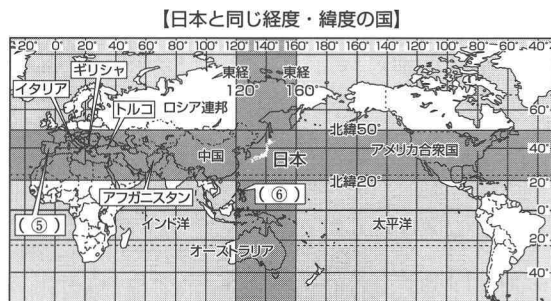 【日本と同じ経度・緯度の国】
20° 0° 20° 40° 60° 80° 100° 120° 140° 160° 180° 160° 140° 120° 100° 80° 60° 40°
ギリシャ
東経
120°
東経
160°
イタリア
トルコ
ロシア連邦
60°
北緯50°
中国
日本
アメリカ合衆国
40°
北緯20°
20°
アフガニスタン
(⑤)
(⑥)
インド洋
太平洋
0°
オーストラリア
20°
40°